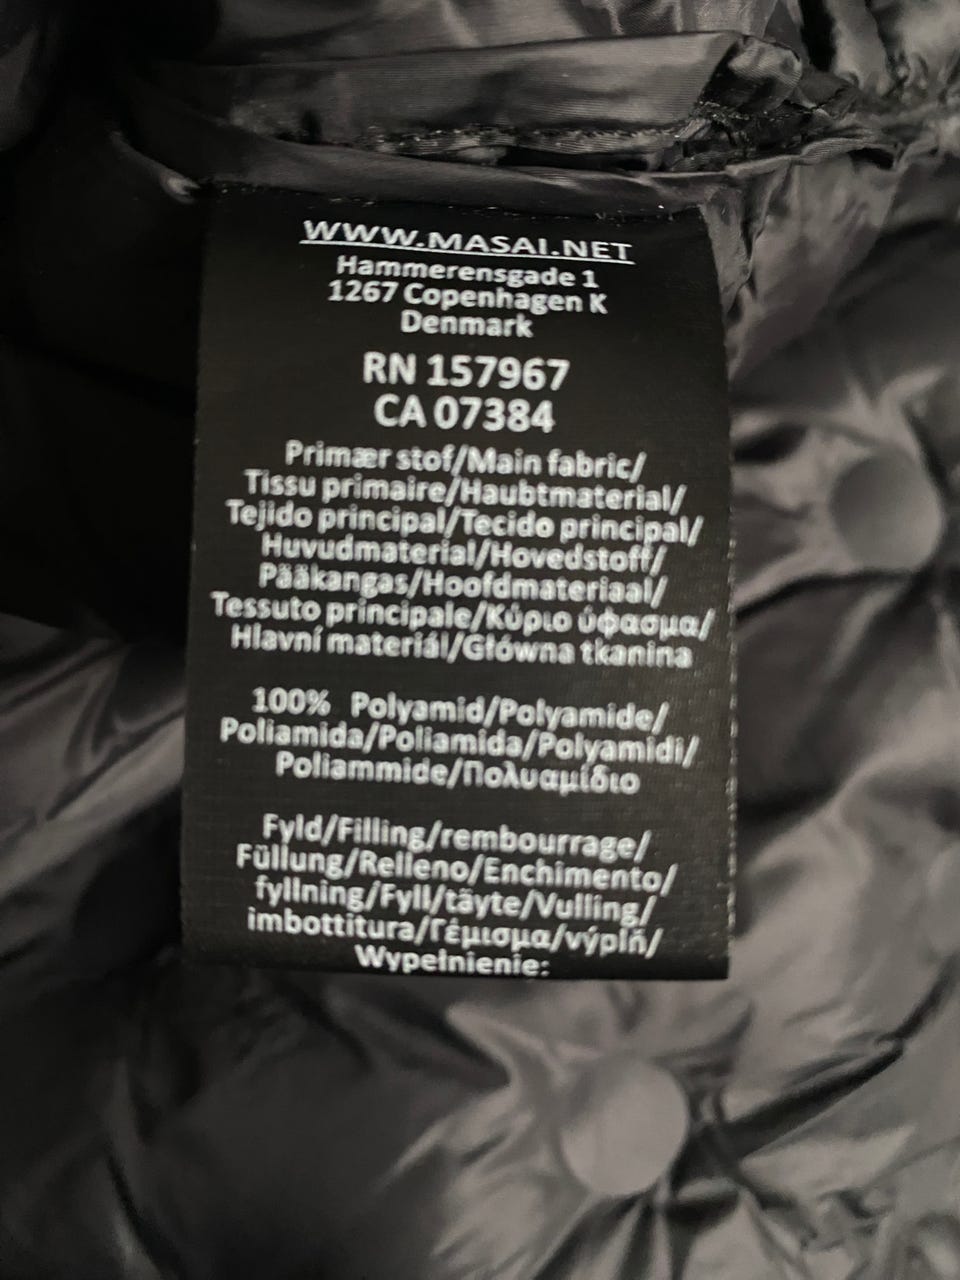 WWW.MASAI.NET
Hammerensgade 1
1267 Copenhagen K
Denmark
RN 157967
CA 07384
Primær stof/Main fabric/
Tissu primaire/Haubtmaterial/
Tejido principal/Tecido principal/
Huvudmaterial/Hovedstoff/
Pääkangas/Hoofdmateriaal/
Tessuto principale/Κύριο ύφασμα/
Hlavní materiál/Główna tkanina
100% Polyamid/Polyamide/
Poliamida/Poliamida/Polyamidi/
Poliammide/Πολυαμίδιο
Fyld/Filling/rembourrage/
Füllung/Relleno/Enchimento/
fyllning/Fyll/täyte/Vulling/
imbottitura/Γέμισμα/výplň/
Wypełnienie: